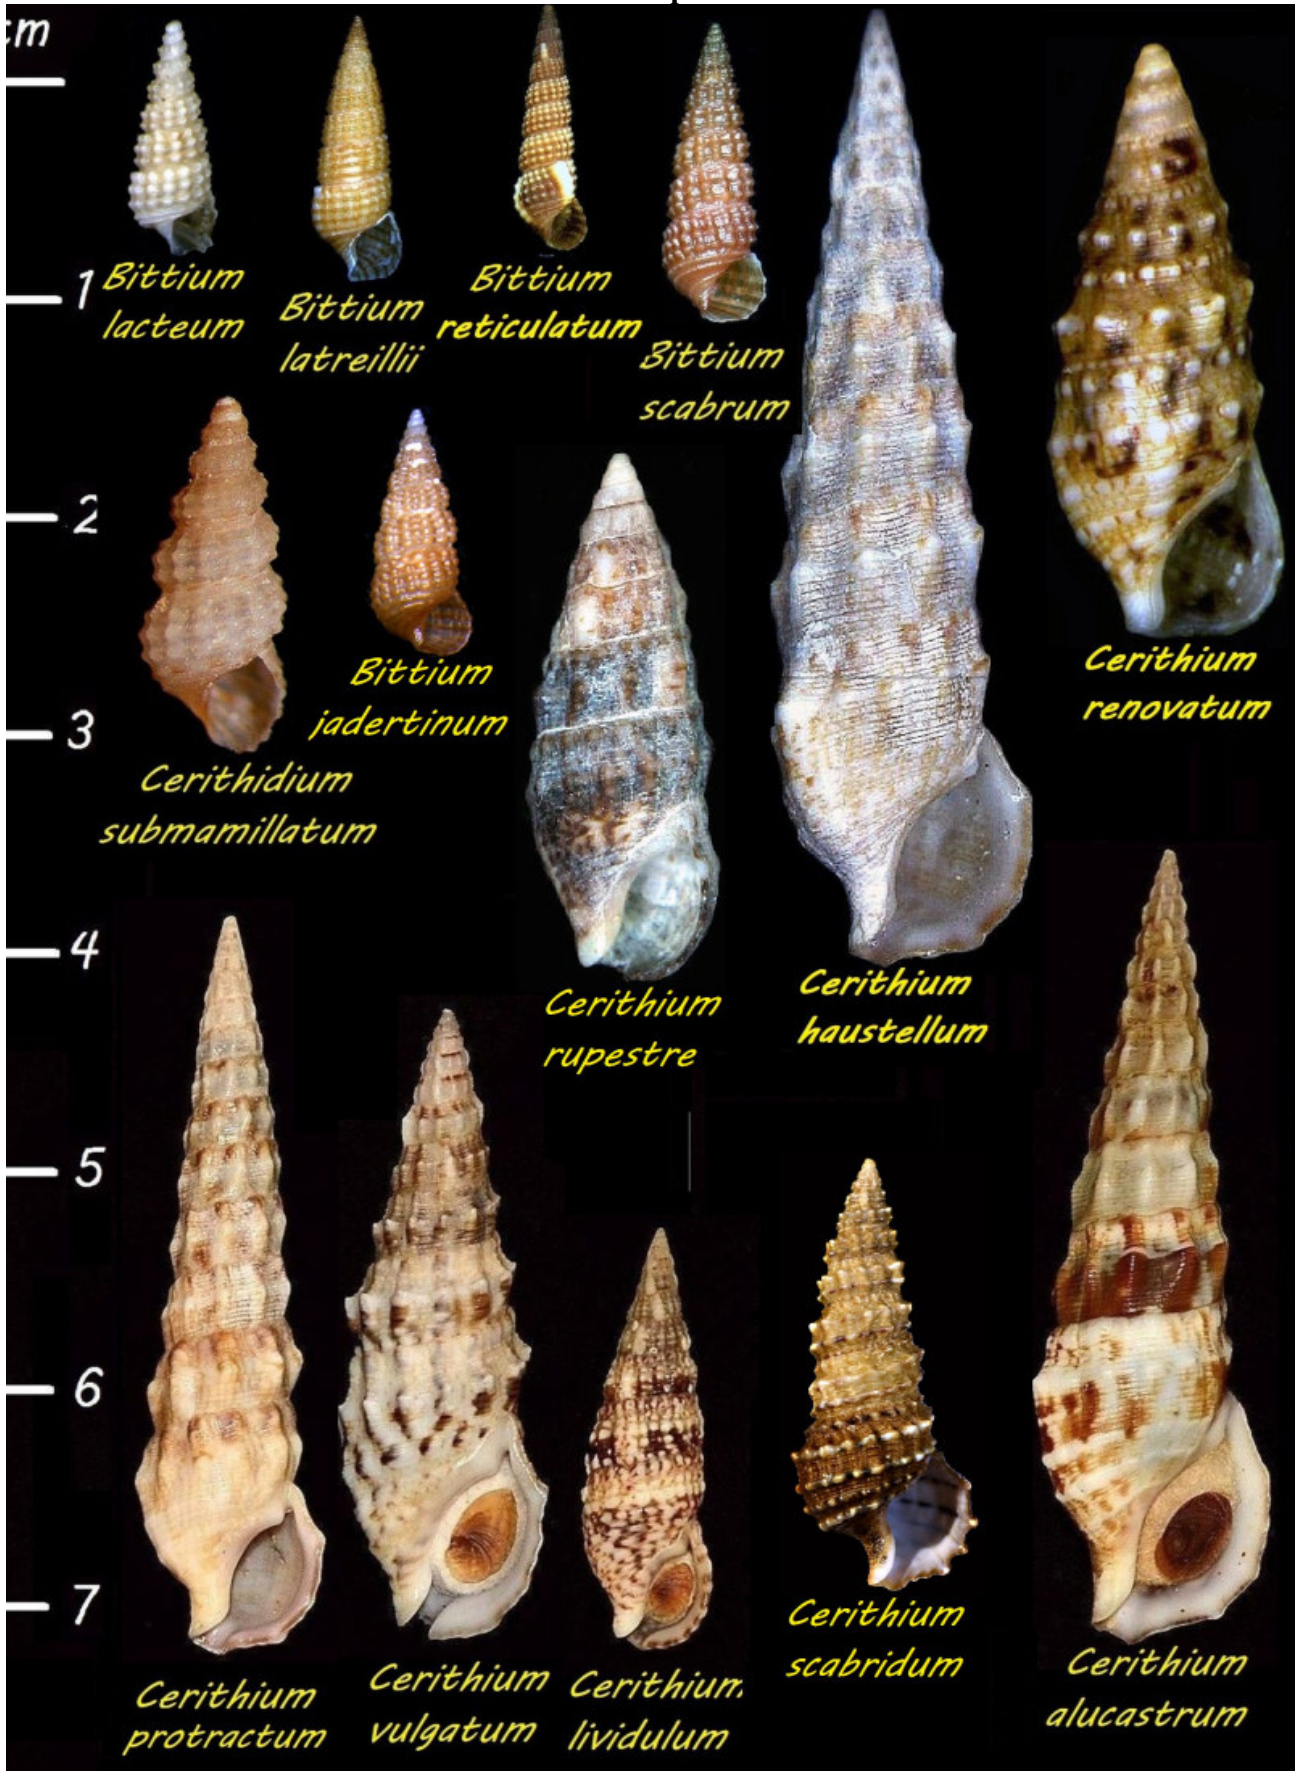 cm
Bittium
lacteum
Bittium
latreillii
Bittium
reticulatum
Bittium
scabrum
1
2
Cerithium
renovatum
Bittium
jadertinum
3
Cerithidium
submamillatum
4
Cerithium
rupestre
Cerithium
haustellum
5
6
7
Cerithium
protractum
Cerithium
vulgatum
Cerithium
lividulum
Cerithium
scabridum
Cerithium
alucastrum